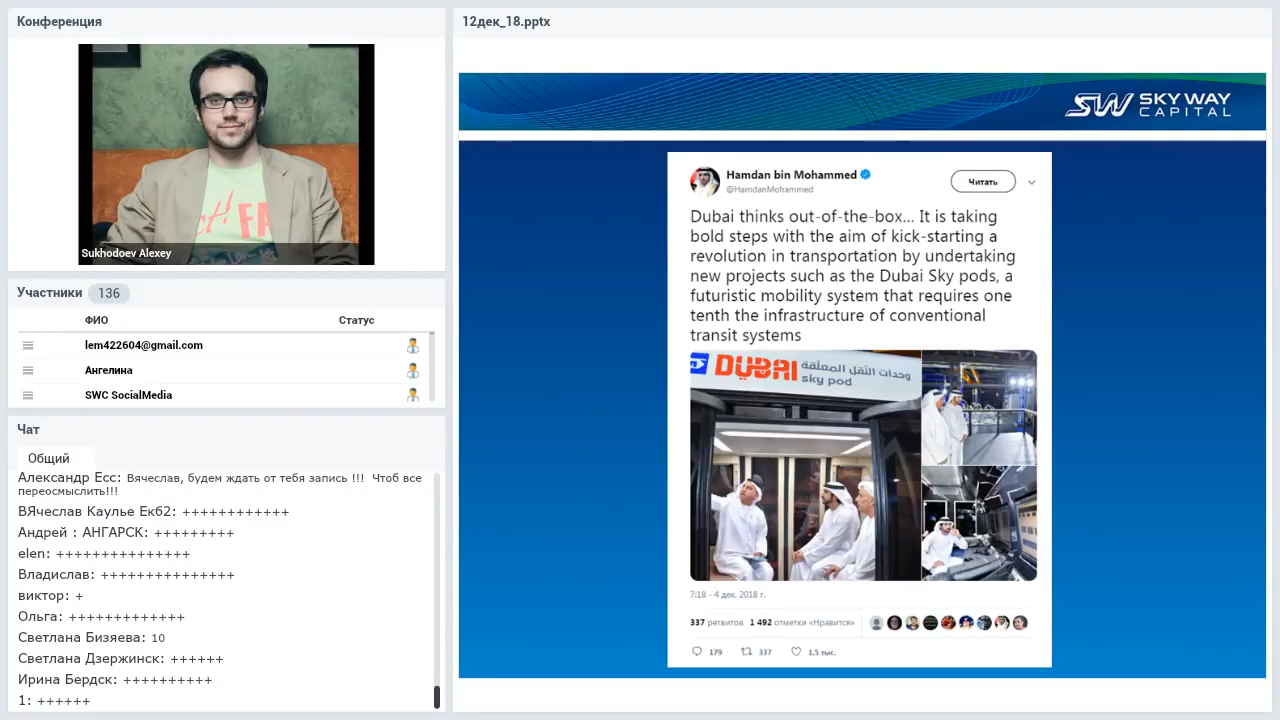 Конференция
Sukhodoev Alexey
Участники 136
ФИО Статус
lem422604@gmail.com
Ангелина
SWC SocialMedia
Чат
Общий
Александр Есс: Вячеслав, будем ждать от тебя запись !!! Чтоб все
переосмыслить!!!
ВЯчеслав Каулье Екб2: ++++++++++++
Андрей : АНГАРСК: +++++++++
elen: +++++++++++++++
Владислав: +++++++++++++++
виктор: +
Ольга: +++++++++++++
Светлана Бизяева: 10
Светлана Дзержинск: ++++++
Ирина Бердск: ++++++++++
1: ++++++
12дек_18.pptx
SW SKY WAY
CAPITAL
Hamdan bin Mohammed
@HamdanMohammed
Читать
Dubai thinks out-of-the-box... It is taking
bold steps with the aim of kick-starting a
revolution in transportation by undertaking
new projects such as the Dubai Sky pods, a
futuristic mobility system that requires one
tenth the infrastructure of conventional
transit systems
DUBAI
وحدات النقل المعلّقة
sky pod
7:18 - 4 дек. 2018 г.
337 ретвитов 1 492 отметки «Нравится»
179 337 1,5 тыс.